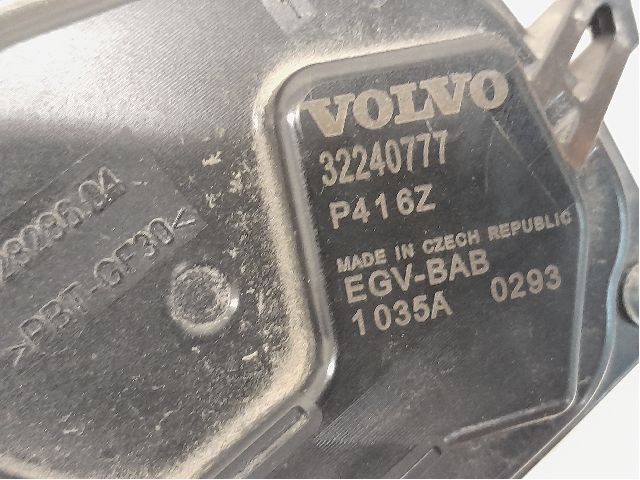 VOLVO
32240777
P416Z
MADE IN CZECH REPUBLIC
EGV-BAB
1035A 0293
>PBT GF30<